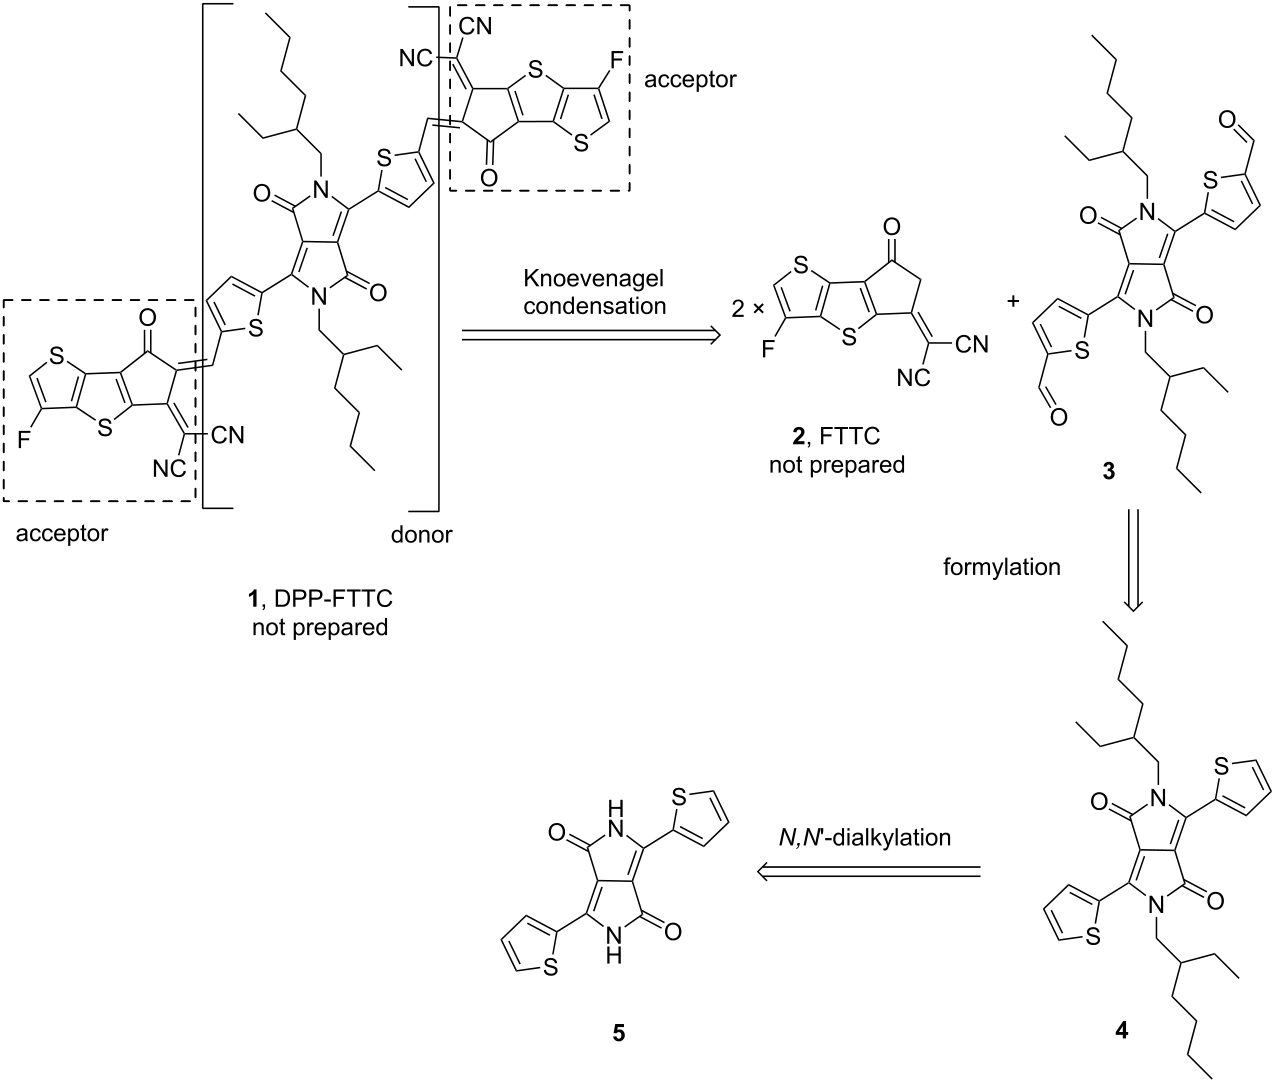 CN
NC
S
F
acceptor
S
O
S
O
N
O
N
S
O
S
S
F
CN
NC
acceptor
donor
1, DPP-FTTC
not prepared
Knoevenagel
condensation
2 ×
O
S
S
F
CN
NC
2, FTTC
not prepared
+
O
S
N
O
O
N
S
O
3
formylation
S
N
O
O
N
S
4
N,N'-dialkylation
S
H
N
O
O
N
H
S
5